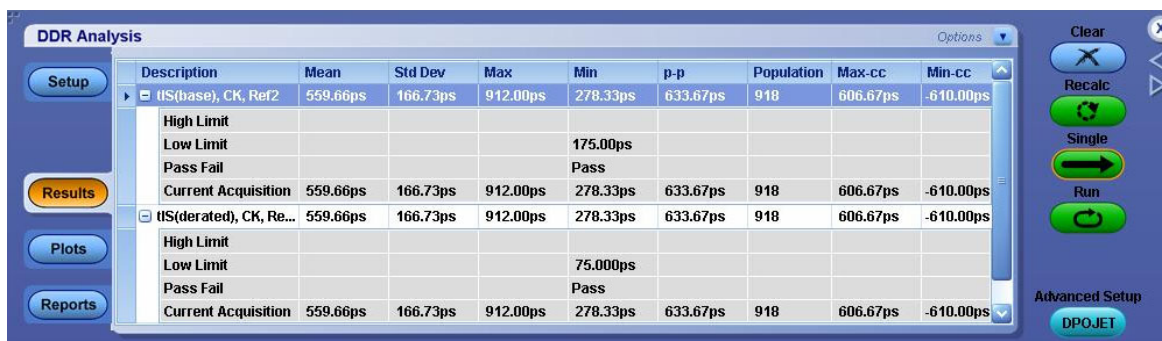 DDR Analysis
Options
Clear
Setup
Description Mean Std Dev Max Min p-p Population Max-cc Min-cc
tIS(base), CK, Ref2 559.66ps 166.73ps 912.00ps 278.33ps 633.67ps 918 606.67ps -610.00ps
Recalc
High Limit
Low Limit 175.00ps
Single
Pass Fail Pass
Results
Current Acquisition 559.66ps 166.73ps 912.00ps 278.33ps 633.67ps 918 606.67ps -610.00ps
Run
tIS(derated), CK, Re... 559.66ps 166.73ps 912.00ps 278.33ps 633.67ps 918 606.67ps -610.00ps
High Limit
Plots
Low Limit 75.000ps
Pass Fail Pass
Reports
Current Acquisition 559.66ps 166.73ps 912.00ps 278.33ps 633.67ps 918 606.67ps -610.00ps
Advanced Setup
DPOJET